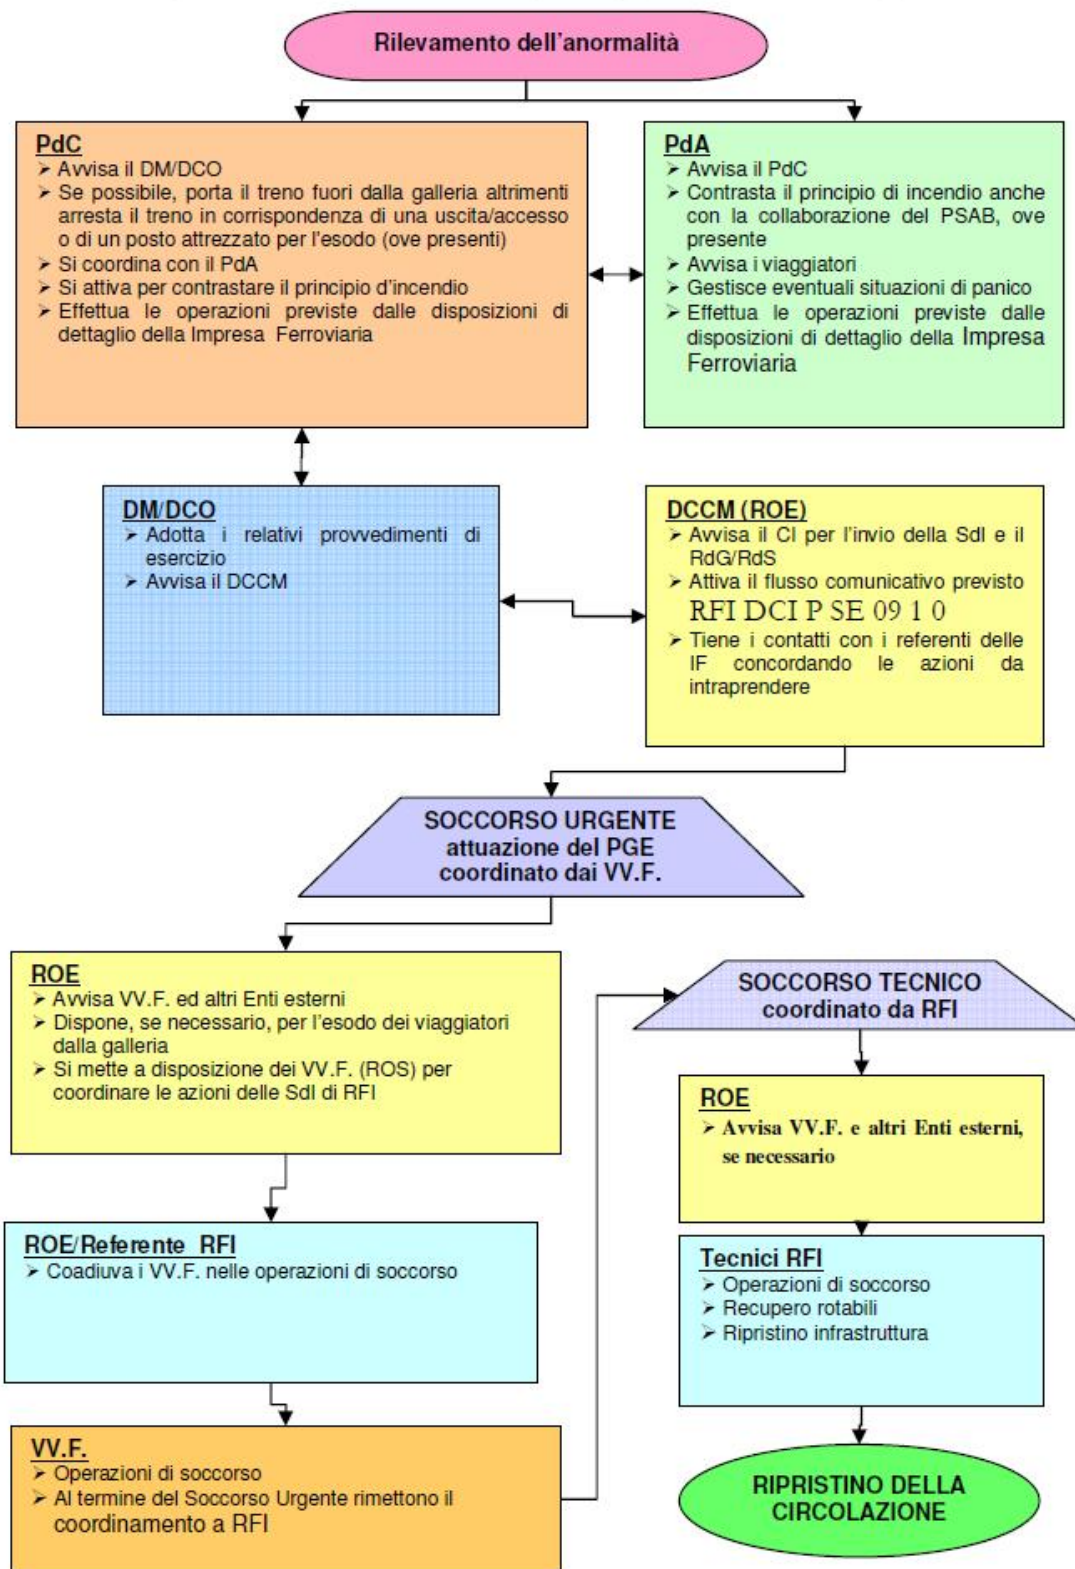 Rilevamento dell'anormalità
PdC
➢ Avvisa il DM/DCO
➢ Se possibile, porta il treno fuori dalla galleria altrimenti
arresta il treno in corrispondenza di una uscita/accesso
o di un posto attrezzato per l'esodo (ove presenti)
➢ Si coordina con il PdA
➢ Si attiva per contrastare il principio d'incendio
➢ Effettua le operazioni previste dalle disposizioni di
dettaglio della Impresa Ferroviaria
PdA
➢ Avvisa il PdC
➢ Contrasta il principio di incendio anche
con la collaborazione del PSAB, ove
presente
➢ Avvisa i viaggiatori
➢ Gestisce eventuali situazioni di panico
➢ Effettua le operazioni previste dalle
disposizioni di dettaglio della Impresa
Ferroviaria
DM/DCO
➢ Adotta i relativi provvedimenti di
esercizio
➢ Avvisa il DCCM
DCCM (ROE)
➢ Avvisa il CI per l'invio della SdI e il
RdG/RdS
➢ Attiva il flusso comunicativo previsto
RFI DCI P SE 09 1 0
➢ Tiene i contatti con i referenti delle
IF concordando le azioni da
intraprendere
SOCCORSO URGENTE
attuazione del PGE
coordinato dai VV.F.
ROE
➢ Avvisa VV.F. ed altri Enti esterni
➢ Dispone, se necessario, per l'esodo dei viaggiatori
dalla galleria
➢ Si mette a disposizione dei VV.F. (ROS) per
coordinare le azioni delle SdI di RFI
ROE/Referente RFI
➢ Coadiuva i VV.F. nelle operazioni di soccorso
VV.F.
➢ Operazioni di soccorso
➢ Al termine del Soccorso Urgente rimettono il
coordinamento a RFI
SOCCORSO TECNICO
coordinato da RFI
ROE
➢ Avvisa VV.F. e altri Enti esterni,
se necessario
Tecnici RFI
➢ Operazioni di soccorso
➢ Recupero rotabili
➢ Ripristino infrastruttura
RIPRISTINO DELLA
CIRCOLAZIONE